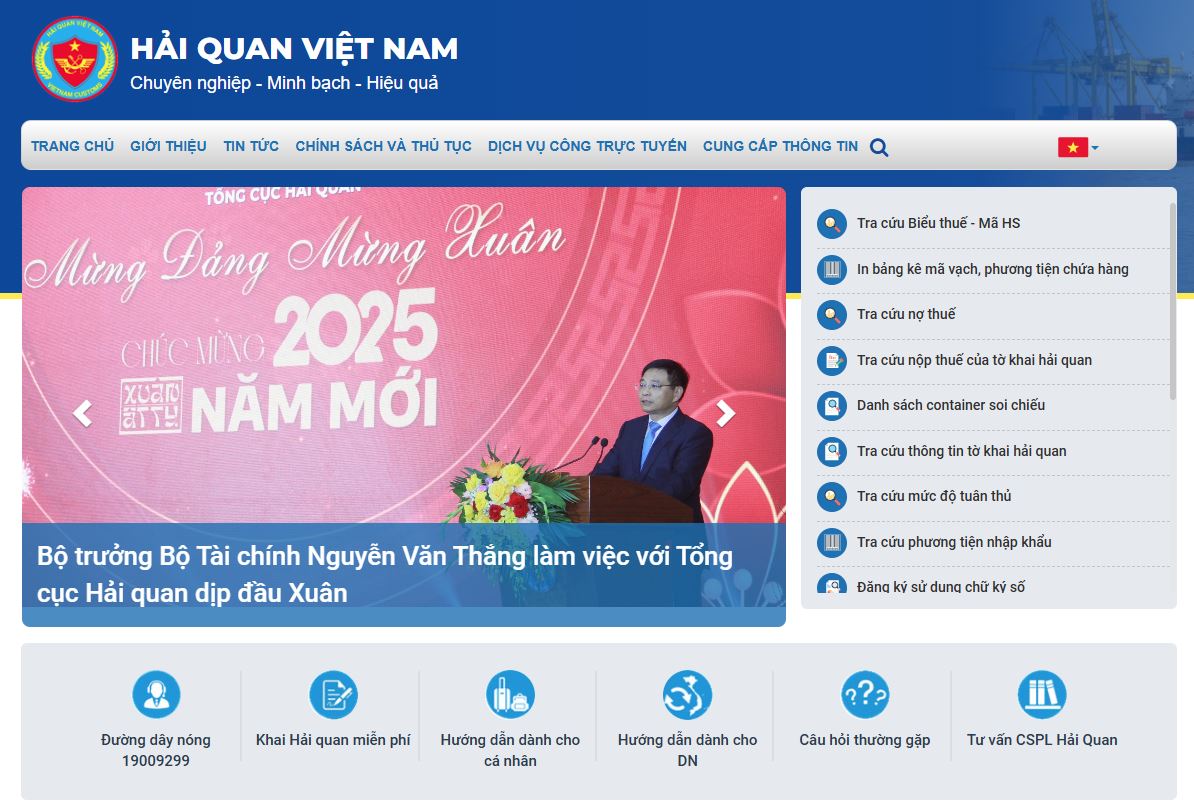 HẢI QUAN VIỆT NAM
VIETNAM CUSTOMS
HẢI QUAN VIỆT NAM
Chuyên nghiệp - Minh bạch - Hiệu quả
TRANG CHỦ GIỚI THIỆU TIN TỨC CHÍNH SÁCH VÀ THỦ TỤC DỊCH VỤ CÔNG TRỰC TUYẾN CUNG CẤP THÔNG TIN
TỔNG CỤC HẢI QUAN
Mừng Đảng Mừng Xuân
CHÚC MỪNG
2025
XUÂN
ẤT TỴ
NĂM MỚI
Bộ trưởng Bộ Tài chính Nguyễn Văn Thắng làm việc với Tổng
cục Hải quan dịp đầu Xuân
Tra cứu Biểu thuế - Mã HS
In bảng kê mã vạch, phương tiện chứa hàng
Tra cứu nợ thuế
Tra cứu nộp thuế của tờ khai hải quan
Danh sách container soi chiếu
Tra cứu thông tin tờ khai hải quan
Tra cứu mức độ tuân thủ
Tra cứu phương tiện nhập khẩu
Đăng ký sử dụng chữ ký số
Đường dây nóng
19009299
Khai Hải quan miễn phí
Hướng dẫn dành cho
cá nhân
Hướng dẫn dành cho
DN
Câu hỏi thường gặp
Tư vấn CSPL Hải Quan